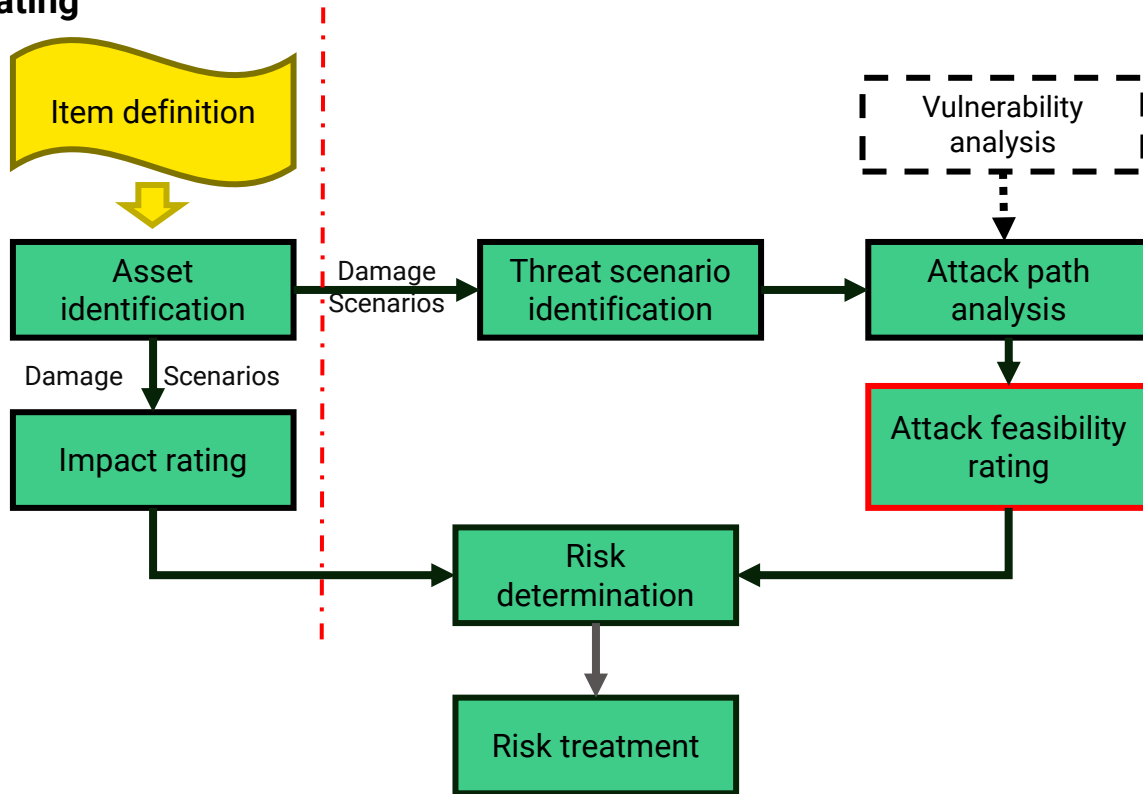 ating
Item definition
Vulnerability
analysis
Asset
identification
Damage
Scenarios
Threat scenario
identification
Attack path
analysis
Damage Scenarios
Impact rating
Attack feasibility
rating
Risk
determination
Risk treatment